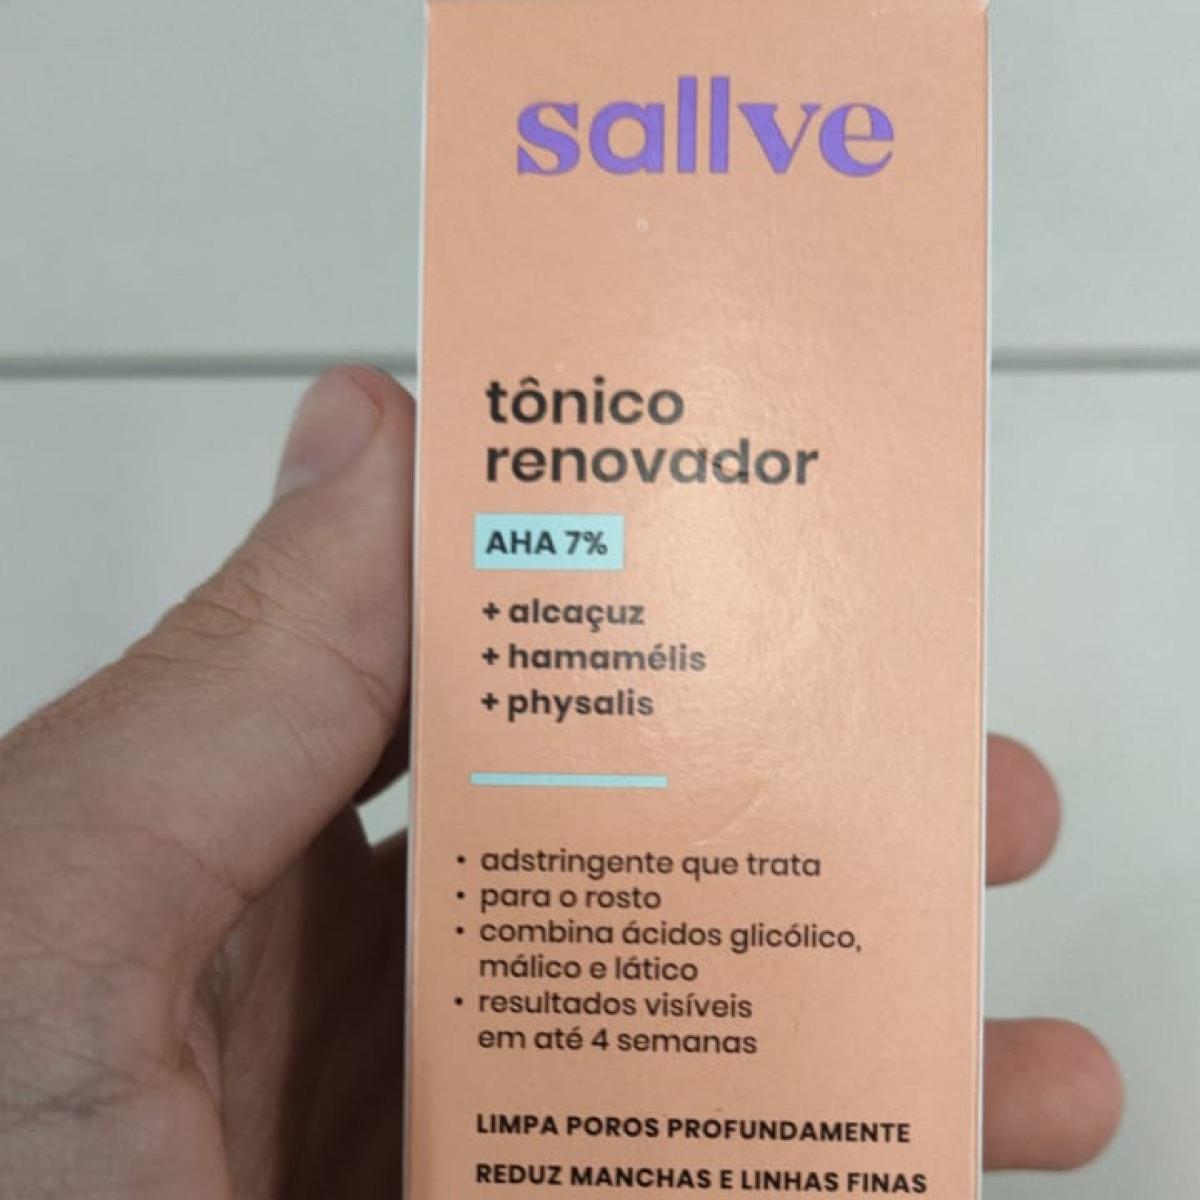 sallve
tônico
renovador
AHA 7%
+ alcaçuz
+ hamamélis
+ physalis
• adstringente que trata
• para o rosto
• combina ácidos glicólico,
málico e lático
• resultados visíveis
em até 4 semanas
LIMPA POROS PROFUNDAMENTE
REDUZ MANCHAS E LINHAS FINAS